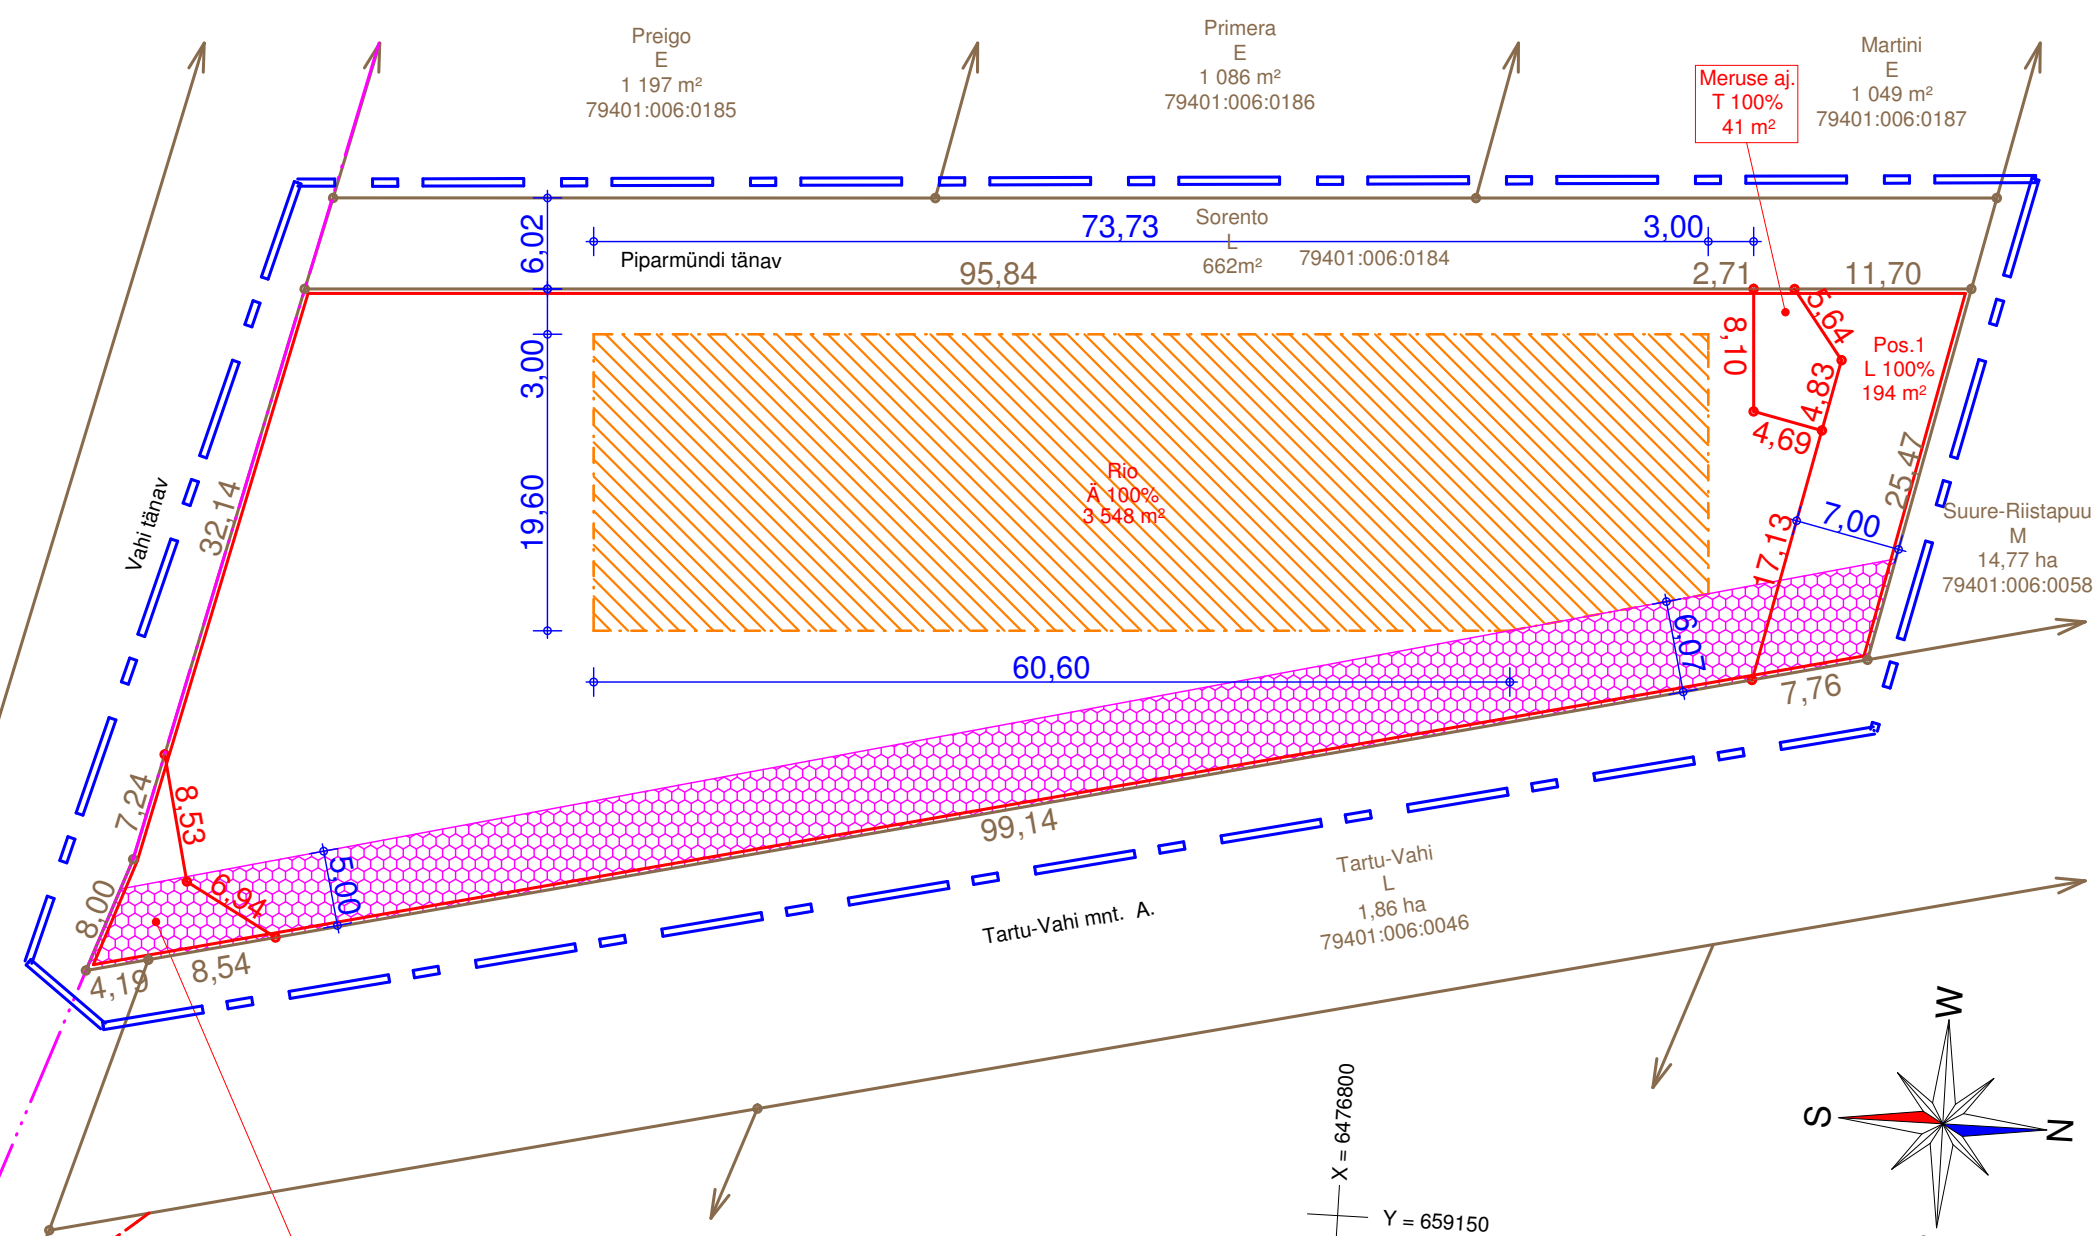 Preigo
E
1 197 m²
79401:006:0185
Primera
E
1 086 m²
79401:006:0186
Martini
E
1 049 m²
79401:006:0187
Meruse aj.
T 100%
41 m²
6,02
73,73
3,00
Sorento
L
662m²
79401:006:0184
Piparmündi tänav
95,84
2,71
11,70
5,64
8,10
4,83
4,69
Pos.1
L 100%
194 m²
3,00
19,60
Rio
Ä 100%
3 548 m²
25,47
7,00
17,13
Suure-Riistapuu
M
14,77 ha
79401:006:0058
Vahi tänav
32,14
60,60
6,07
7,76
7,24
8,53
8,00
6,94
5,00
4,19
8,54
99,14
Tartu-Vahi mnt. A.
Tartu-Vahi
L
1,86 ha
79401:006:0046
X = 6476800
Y = 659150
W
S
N